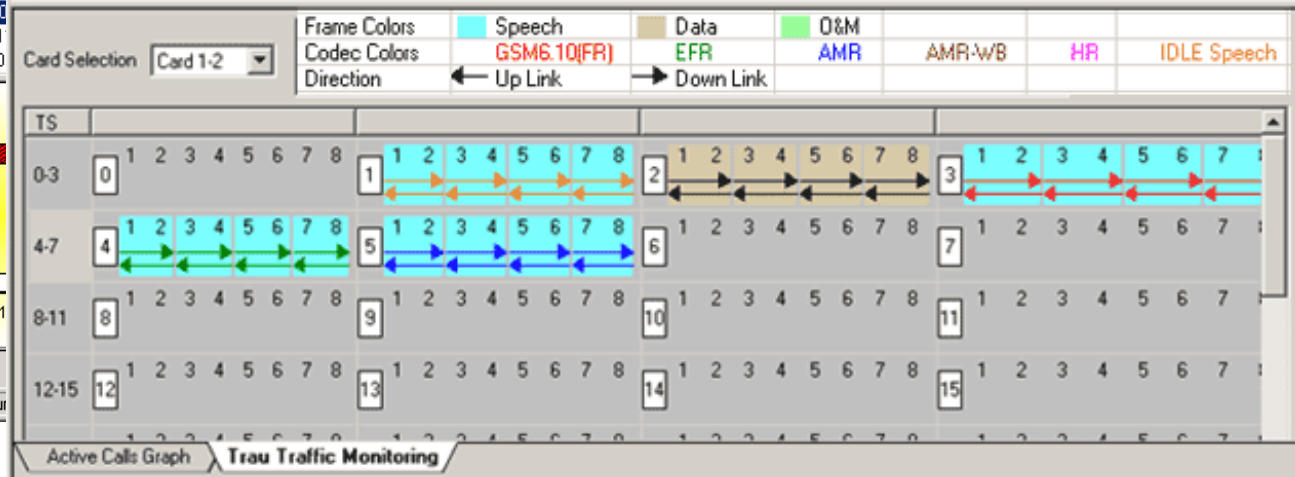 Frame Colors Speech Data O&M
Card Selection Card 1-2 Codec Colors GSM6.10(FR) EFR AMR AMR-WB HR IDLE Speech
Direction Up Link Down Link
TS
0-3 0 1 2 3 4 5 6 7 8 1 1 2 3 4 5 6 7 8 2 1 2 3 4 5 6 7 8 3 1 2 3 4 5 6 7
4-7 4 1 2 3 4 5 6 7 8 5 1 2 3 4 5 6 7 8 6 1 2 3 4 5 6 7 8 7 1 2 3 4 5 6 7
8-11 8 1 2 3 4 5 6 7 8 9 1 2 3 4 5 6 7 8 10 1 2 3 4 5 6 7 8 11 1 2 3 4 5 6 7
12-15 12 1 2 3 4 5 6 7 8 13 1 2 3 4 5 6 7 8 14 1 2 3 4 5 6 7 8 15 1 2 3 4 5 6 7
Active Calls Graph Trau Traffic Monitoring